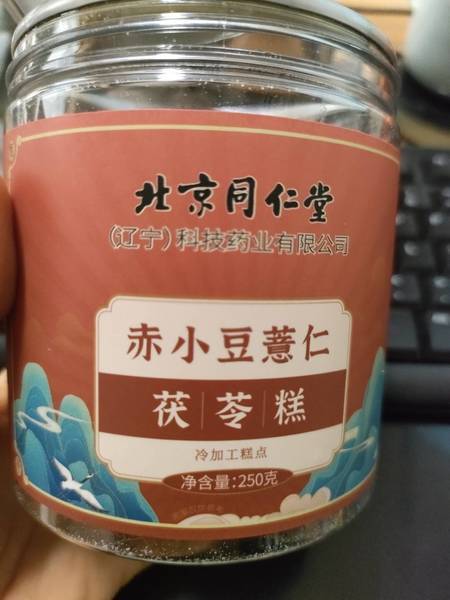 北京同仁堂
（辽宁）科技药业有限公司
赤小豆薏仁
茯苓糕
冷加工糕点
净含量:250克